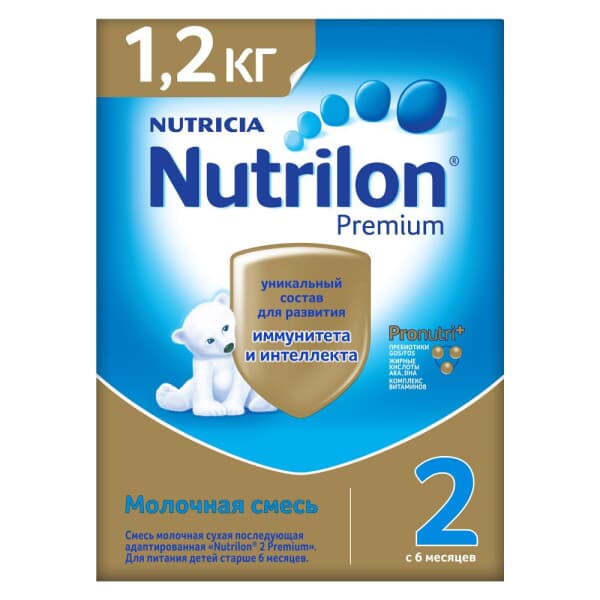 1,2 кг
NUTRICIA
Nutrilon®
Premium
уникальный
состав
для развития
иммунитета
и интеллекта
Pronutri+
ПРЕБИОТИКИ
GOS/FOS
ЖИРНЫЕ
КИСЛОТЫ
ARA, DHA
КОМПЛЕКС
ВИТАМИНОВ
Молочная смесь
Смесь молочная сухая последующая
адаптированная «Nutrilon® 2 Premium».
Для питания детей старше 6 месяцев.
2
с 6 месяцев